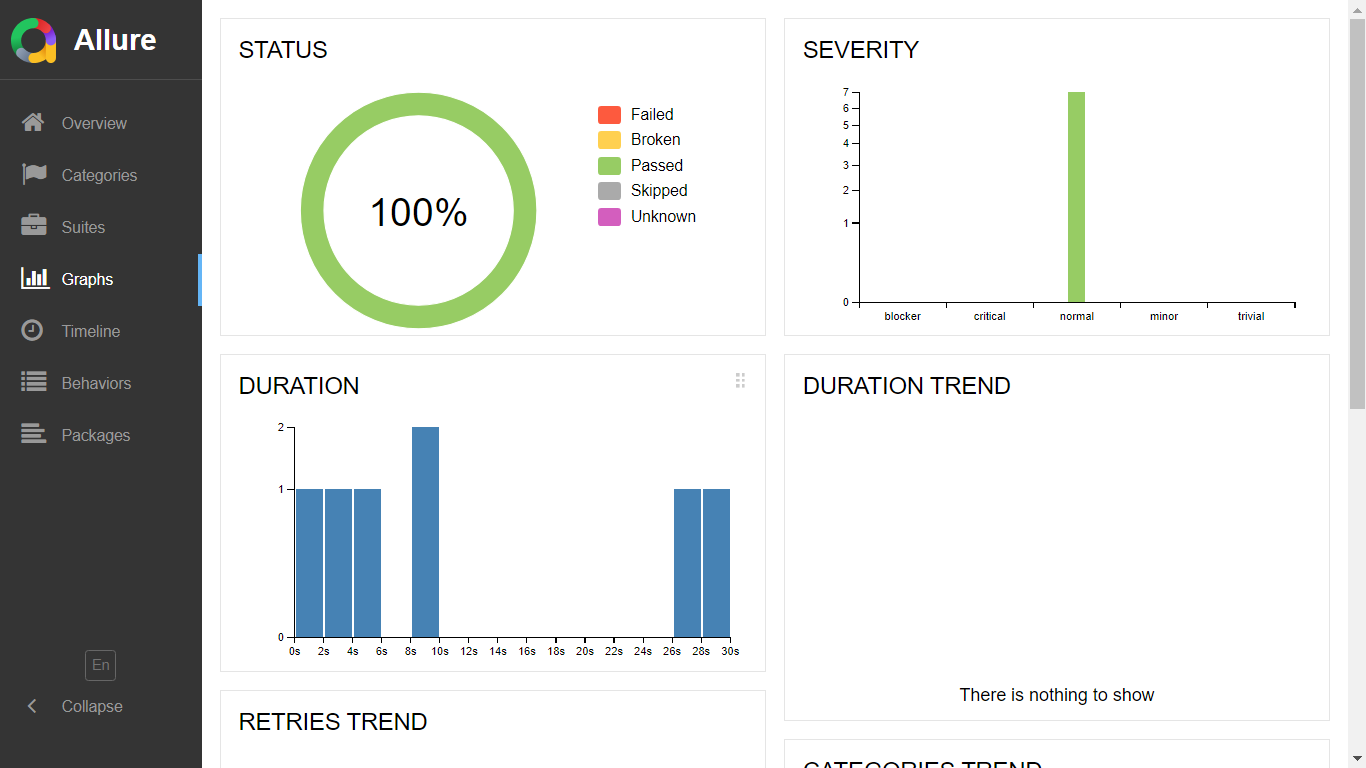 Allure
Overview
Categories
Suites
Graphs
Timeline
Behaviors
Packages
En
Collapse
STATUS
100%
Failed
Broken
Passed
Skipped
Unknown
SEVERITY
7
6
5
4
3
2
1
0
blocker critical normal minor trivial
DURATION
2
1
0
0s 2s 4s 6s 8s 10s 12s 14s 16s 18s 20s 22s 24s 26s 28s 30s
DURATION TREND
There is nothing to show
RETRIES TREND
CATEGORIES TREND